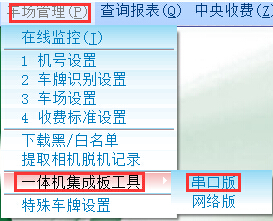 车场管理(P) 查询报表(Q) 中央收费(Z)
在线监控(I)
1 机号设置
2 车牌识别设置
3 车场设置
4 收费标准设置
下载黑/白名单
提取相机脱机记录
一体机集成板工具
串口版
网络版
特殊车牌设置